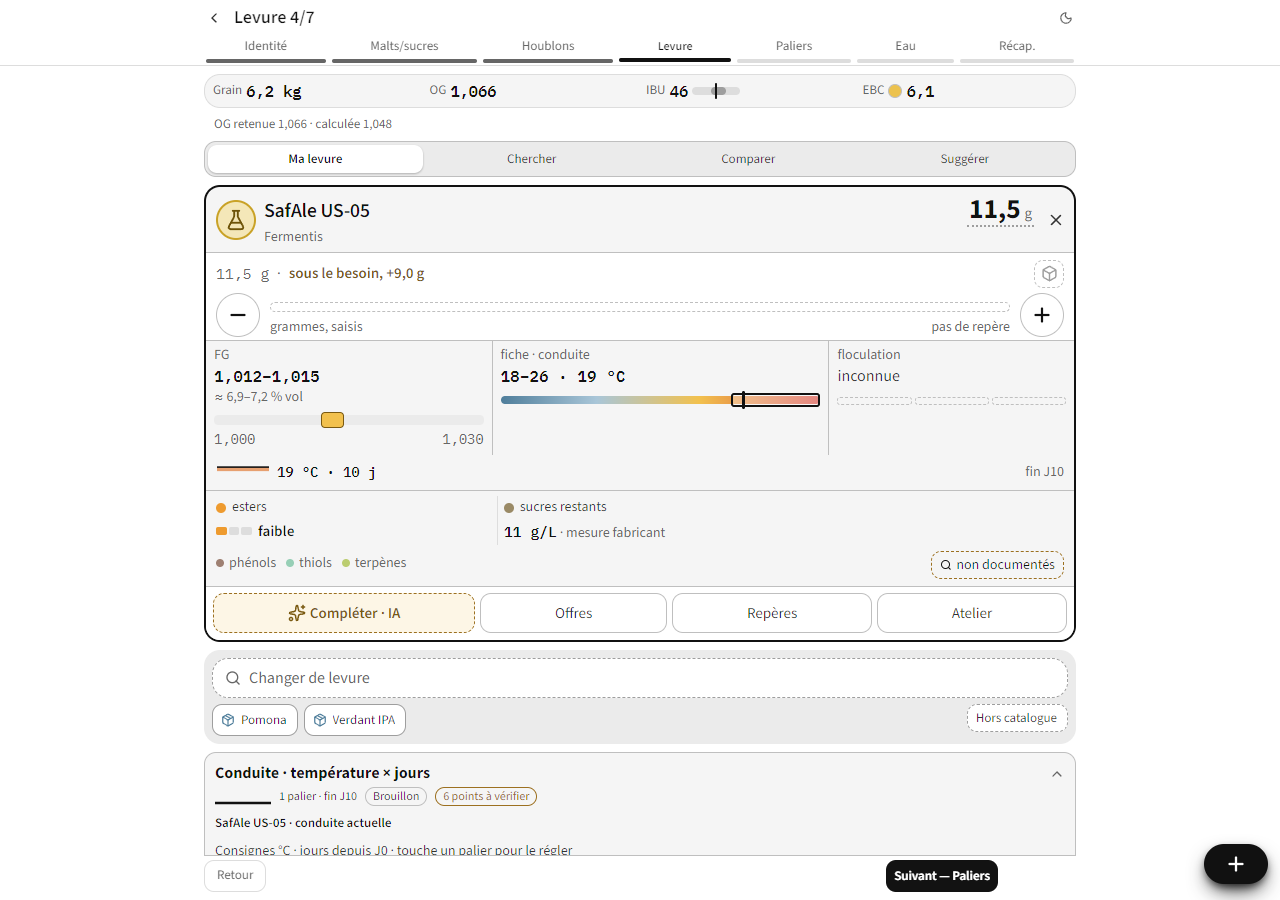 Levure 4/7
Identité Malts/sucres Houblons Levure Paliers Eau Récap.
Grain 6,2 kg OG 1,066 IBU 46 EBC 6,1
OG retenue 1,066 · calculée 1,048
Ma levure Chercher Comparer Suggérer
SafAle US-05 11,5 g
Fermentis
11,5 g · sous le besoin, +9,0 g
grammes, saisis pas de repère
FG fiche · conduite floculation
1,012–1,015 18–26 · 19 °C inconnue
≈ 6,9–7,2 % vol
1,000 1,030
19 °C · 10 j fin J10
esters sucres restants
faible 11 g/L · mesure fabricant
phénols thiols terpènes non documentés
Compléter · IA Offres Repères Atelier
Changer de levure
Pomona Verdant IPA Hors catalogue
Conduite · température × jours
1 palier · fin J10 Brouillon 6 points à vérifier
SafAle US-05 · conduite actuelle
Consignes °C · jours depuis J0 · touche un palier pour le régler
Retour Suivant — Paliers